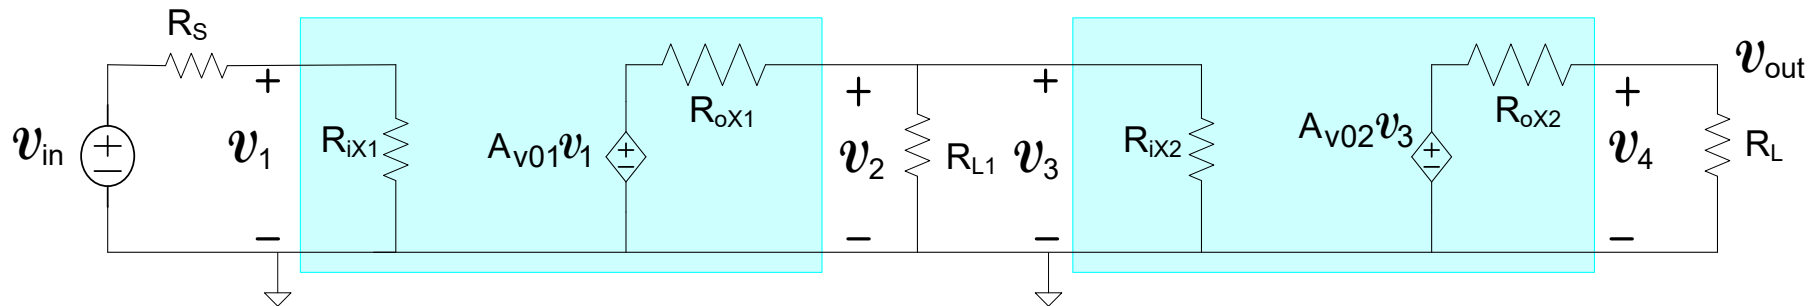 R_S
v_in
+
−
+
v_1
−
R_iX1
A_V01 v_1
+
−
R_oX1
+
v_2
−
R_L1
+
v_3
−
R_iX2
A_V02 v_3
+
−
R_oX2
+
v_4
−
v_out
R_L